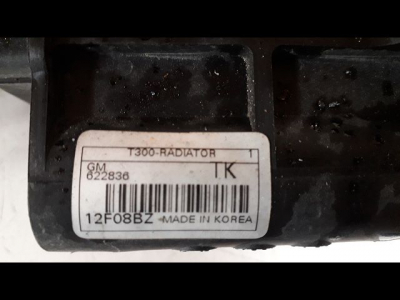 T300-RADIATOR 1
GM TK
622836
12F08BZ MADE IN KOREA